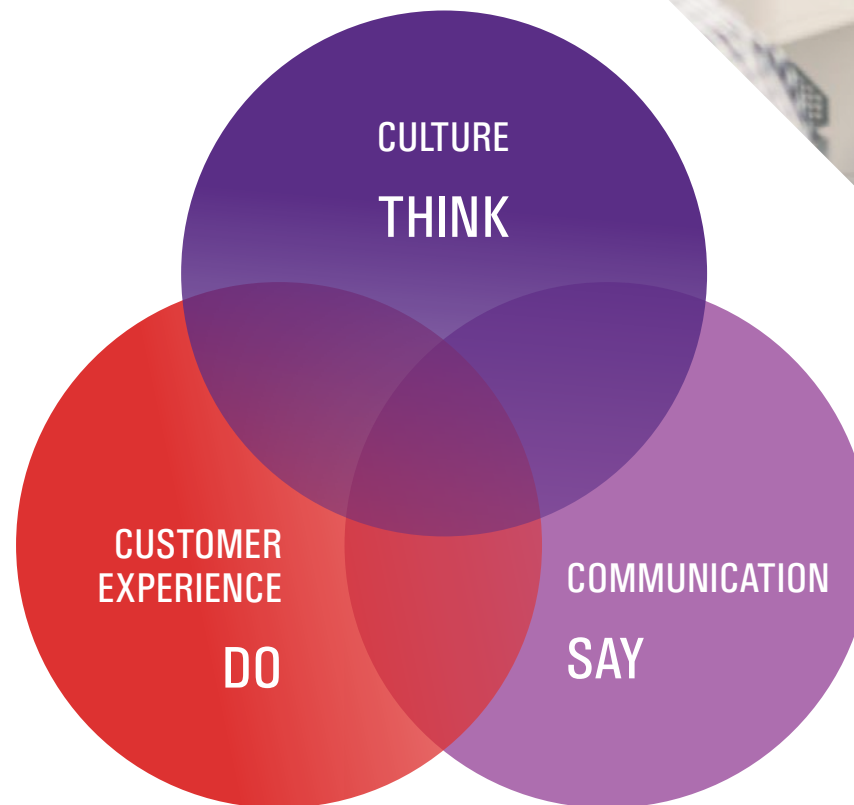 CULTURE
THINK
CUSTOMER
EXPERIENCE
DO
COMMUNICATION
SAY